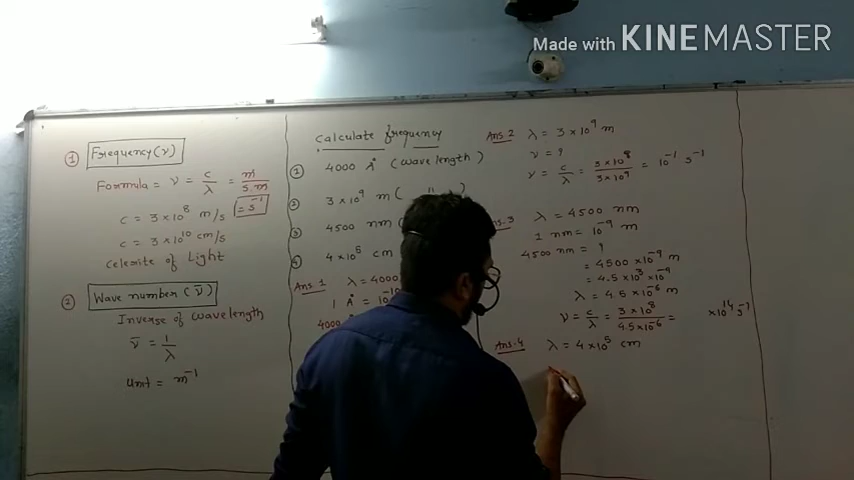 Made with KINEMASTER
① Frequency (ν)
Formula = ν = c/λ = m/s.m
= s⁻¹
c = 3×10⁸ m/s
c = 3×10¹⁰ cm/s
Celesrite of Light
② Wave number (ν̄)
Inverse of wavelength
ν̄ = 1/λ
Unit = m⁻¹
Calculate frequency
① 4000 A° (wave length)
② 3×10⁹ m ( " )
③ 4500 nm (
④ 4×10⁵ cm
Ans 1 λ = 4000
1 A° = 10⁻¹⁰
4000
Ans 2 λ = 3×10⁹ m
ν = ?
ν = c/λ = 3×10⁸/3×10⁹ = 10⁻¹ s⁻¹
λ = 4500 nm
1 nm = 10⁻⁹ m
4500 nm = ?
= 4500×10⁻⁹ m
= 4.5×10³×10⁻⁹
λ = 4.5×10⁻⁶ m
ν = c/λ = 3×10⁸/4.5×10⁻⁶ = ×10¹⁴ s⁻¹
Ans-4 λ = 4×10⁵ cm